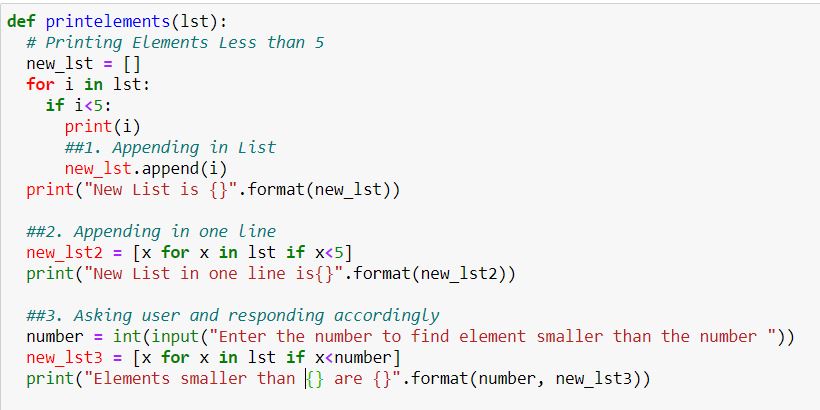 def printelements(lst):
  # Printing Elements Less than 5
  new_lst = []
  for i in lst:
    if i<5:
      print(i)
      ##1. Appending in List
      new_lst.append(i)
  print("New List is {}".format(new_lst))
  ##2. Appending in one line
  new_lst2 = [x for x in lst if x<5]
  print("New List in one line is{}".format(new_lst2))
  ##3. Asking user and responding accordingly
  number = int(input("Enter the number to find element smaller than the number "))
  new_lst3 = [x for x in lst if x<number]
  print("Elements smaller than {} are {}".format(number, new_lst3))